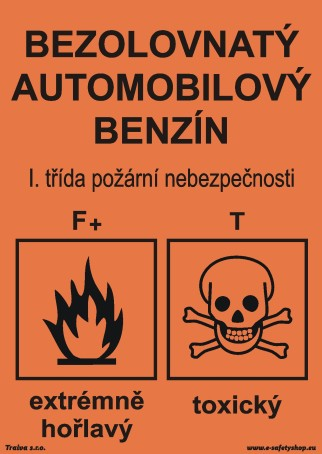 BEZOLOVNATÝ
AUTOMOBILOVÝ
BENZÍN
I. třída požární nebezpečnosti
F+ T
extrémně
hořlavý
toxický
Traiva s.r.o. www.e-safetyshop.eu